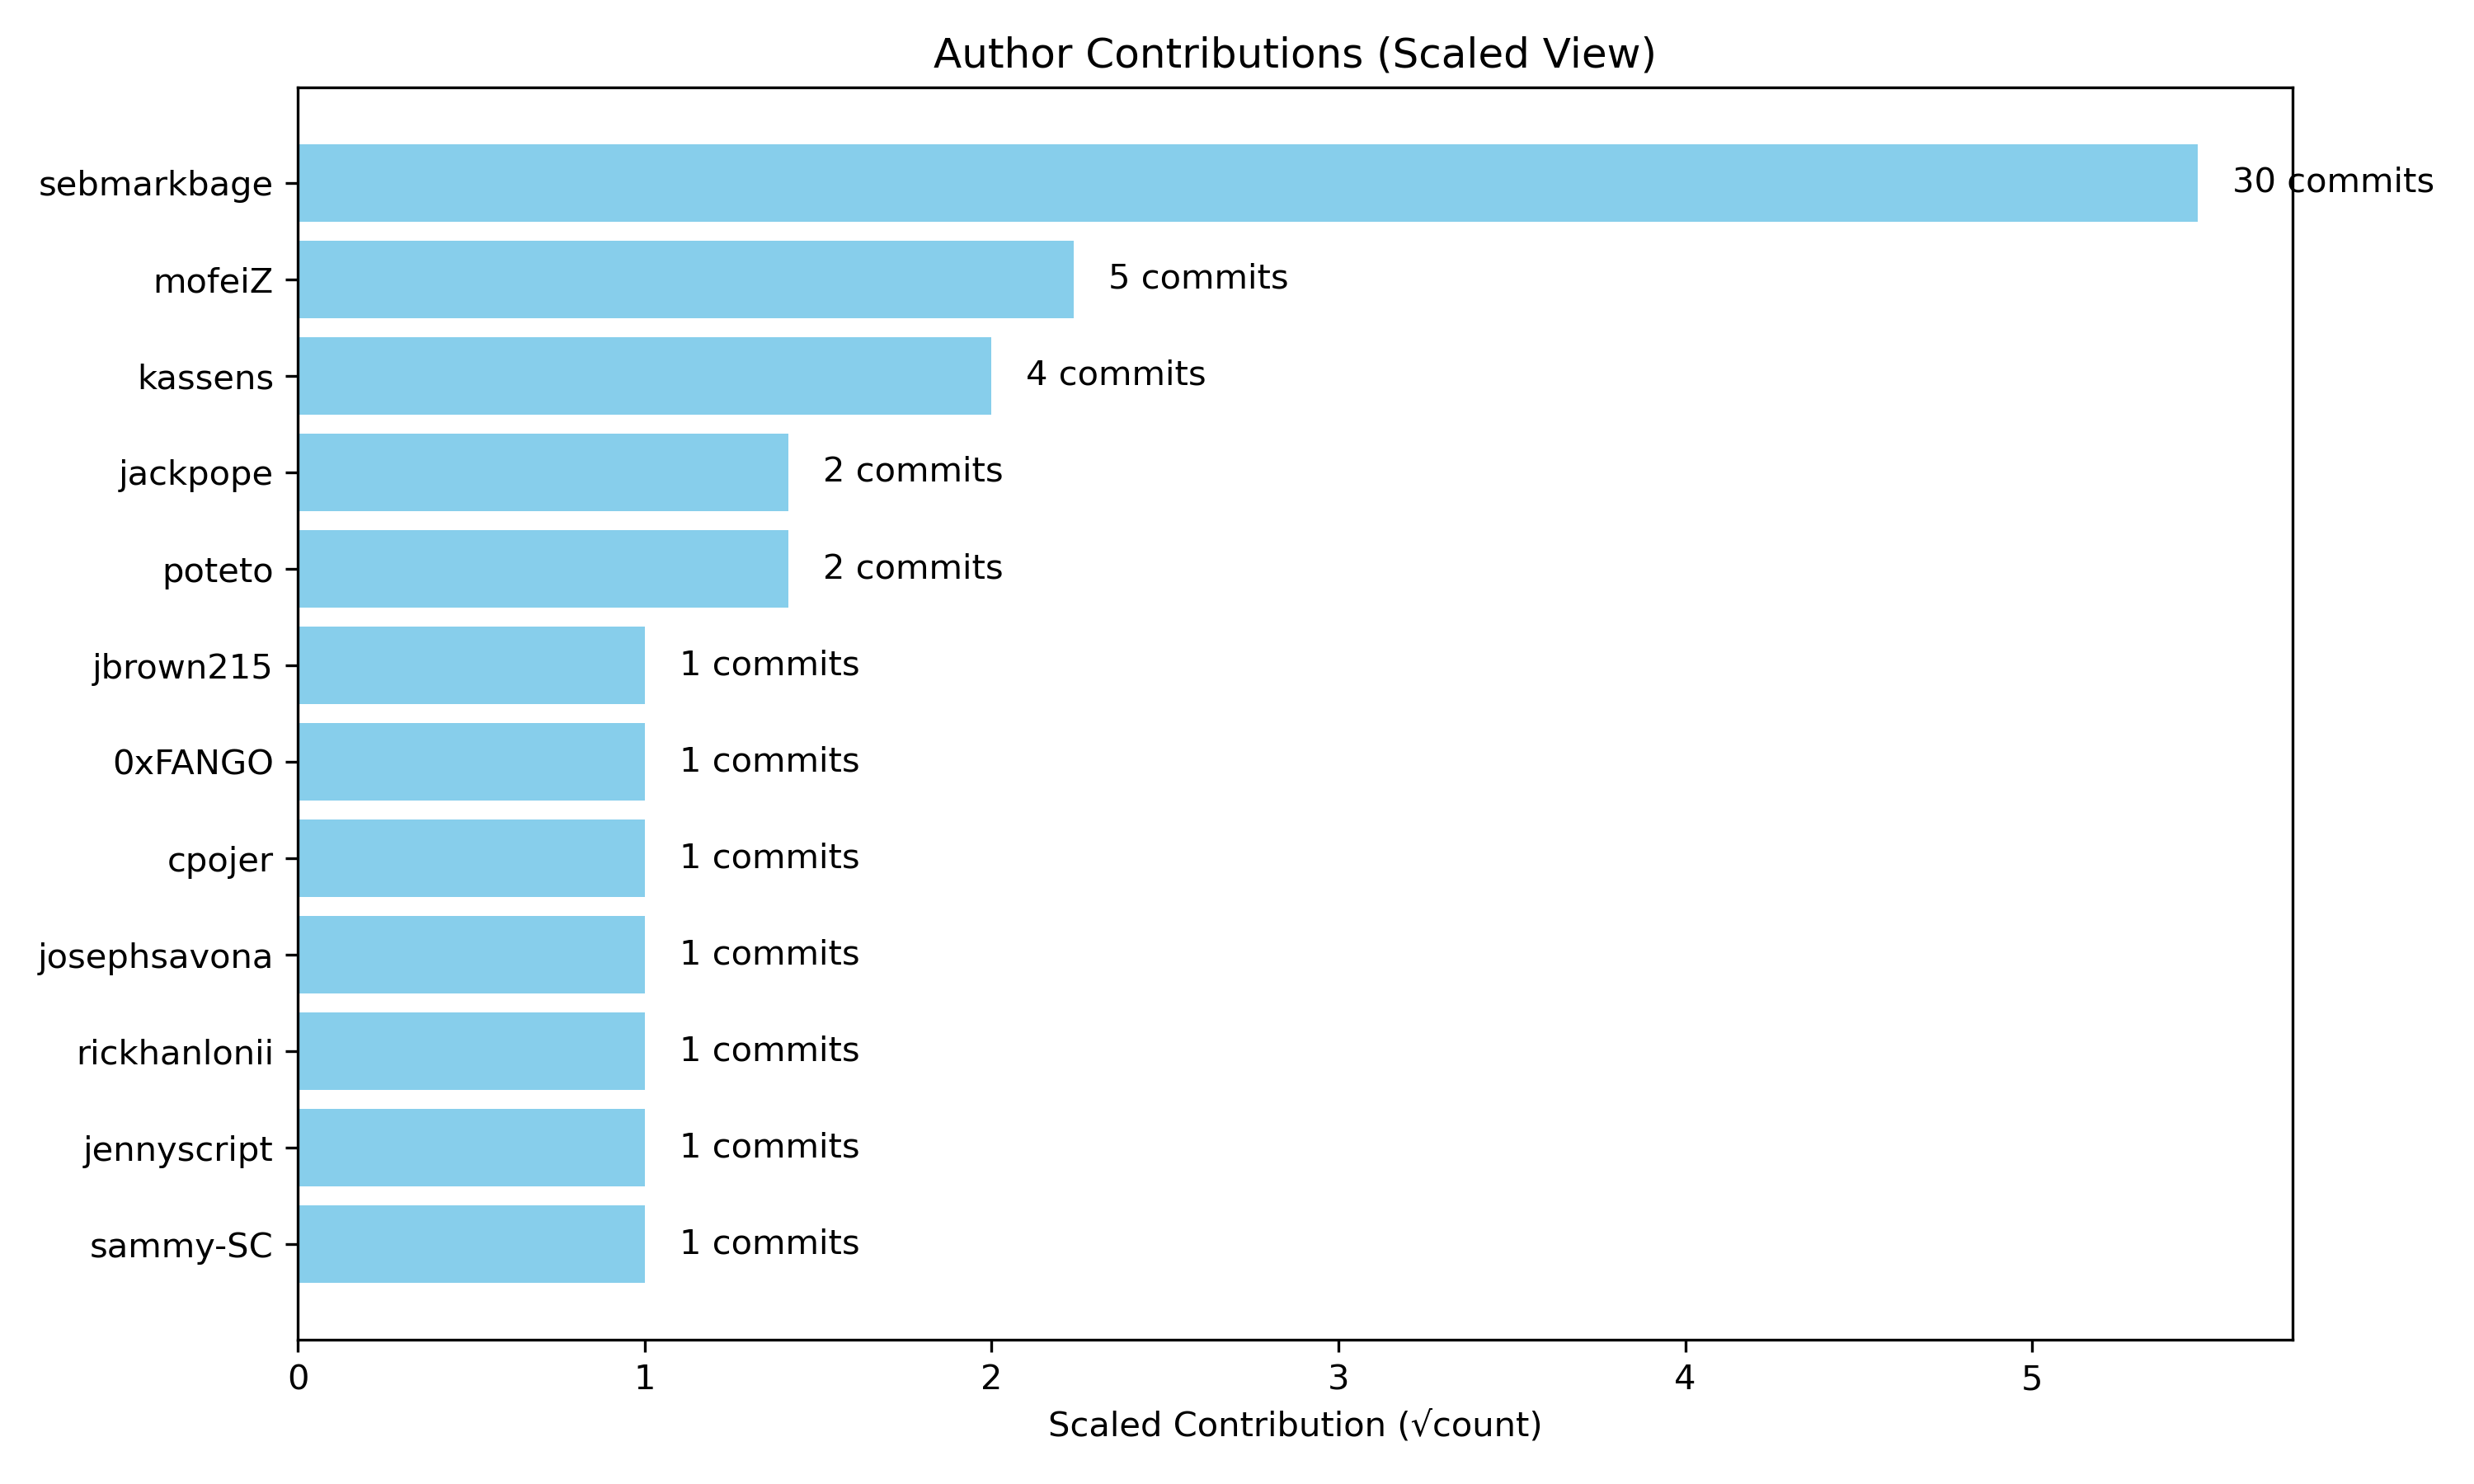 Author Contributions (Scaled View)
sebmarkbage 30 commits
mofeiZ 5 commits
kassens 4 commits
jackpope 2 commits
poteto 2 commits
jbrown215 1 commits
0xFANGO 1 commits
cpojer 1 commits
josephsavona 1 commits
rickhanlonii 1 commits
jennyscript 1 commits
sammy-SC 1 commits
0 1 2 3 4 5
Scaled Contribution (√count)